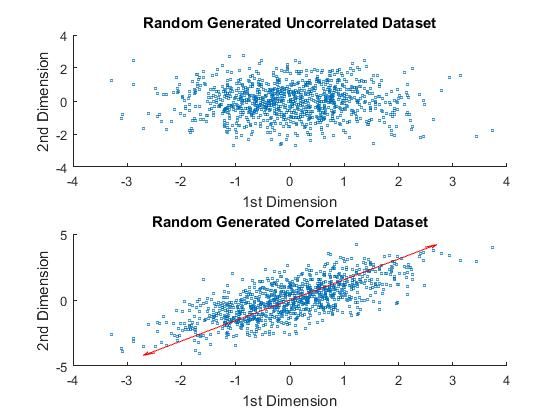 Random Generated Uncorrelated Dataset
4
2
0
-2
-4
2nd Dimension
-4 -3 -2 -1 0 1 2 3 4
1st Dimension
Random Generated Correlated Dataset
5
0
-5
2nd Dimension
-4 -3 -2 -1 0 1 2 3 4
1st Dimension